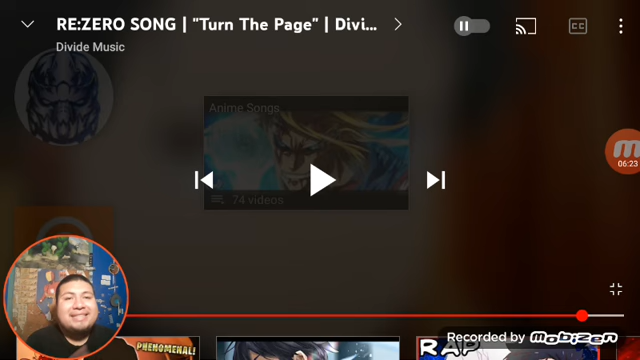 RE:ZERO SONG | "Turn The Page" | Divi...
Divide Music
CC
Anime Songs
M
06:23
74 videos
PHENOMENAL!
RAP
Recorded by Mobizen